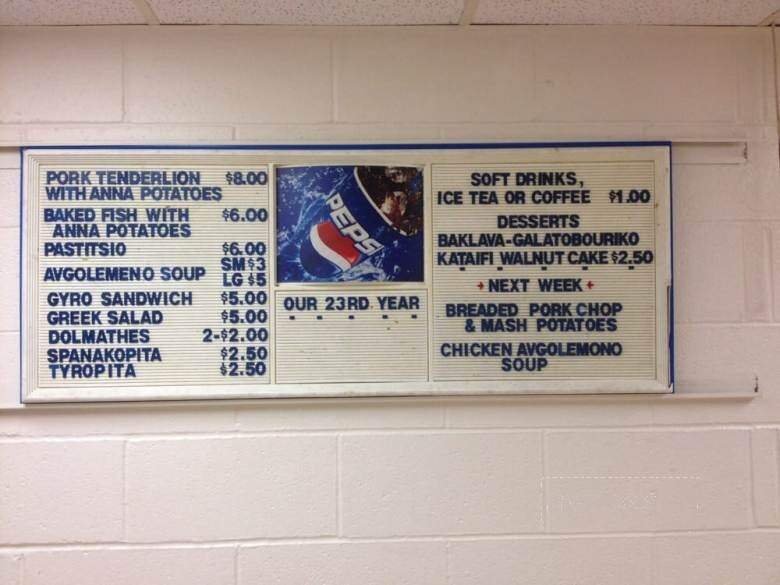 PORK TENDERLION $8.00
WITH ANNA POTATOES
BAKED FISH WITH $6.00
ANNA POTATOES
PASTITSIO $6.00
AVGOLEMENO SOUP SM $3
LG $5
GYRO SANDWICH $5.00
GREEK SALAD $5.00
DOLMATHES 2-$2.00
SPANAKOPITA $2.50
TYROPITA $2.50
PEPSI
OUR 23RD YEAR
SOFT DRINKS,
ICE TEA OR COFFEE $1.00
DESSERTS
BAKLAVA-GALATOBOURIKO
KATAIFI WALNUT CAKE $2.50
NEXT WEEK
BREADED PORK CHOP
& MASH POTATOES
CHICKEN AVGOLEMONO
SOUP